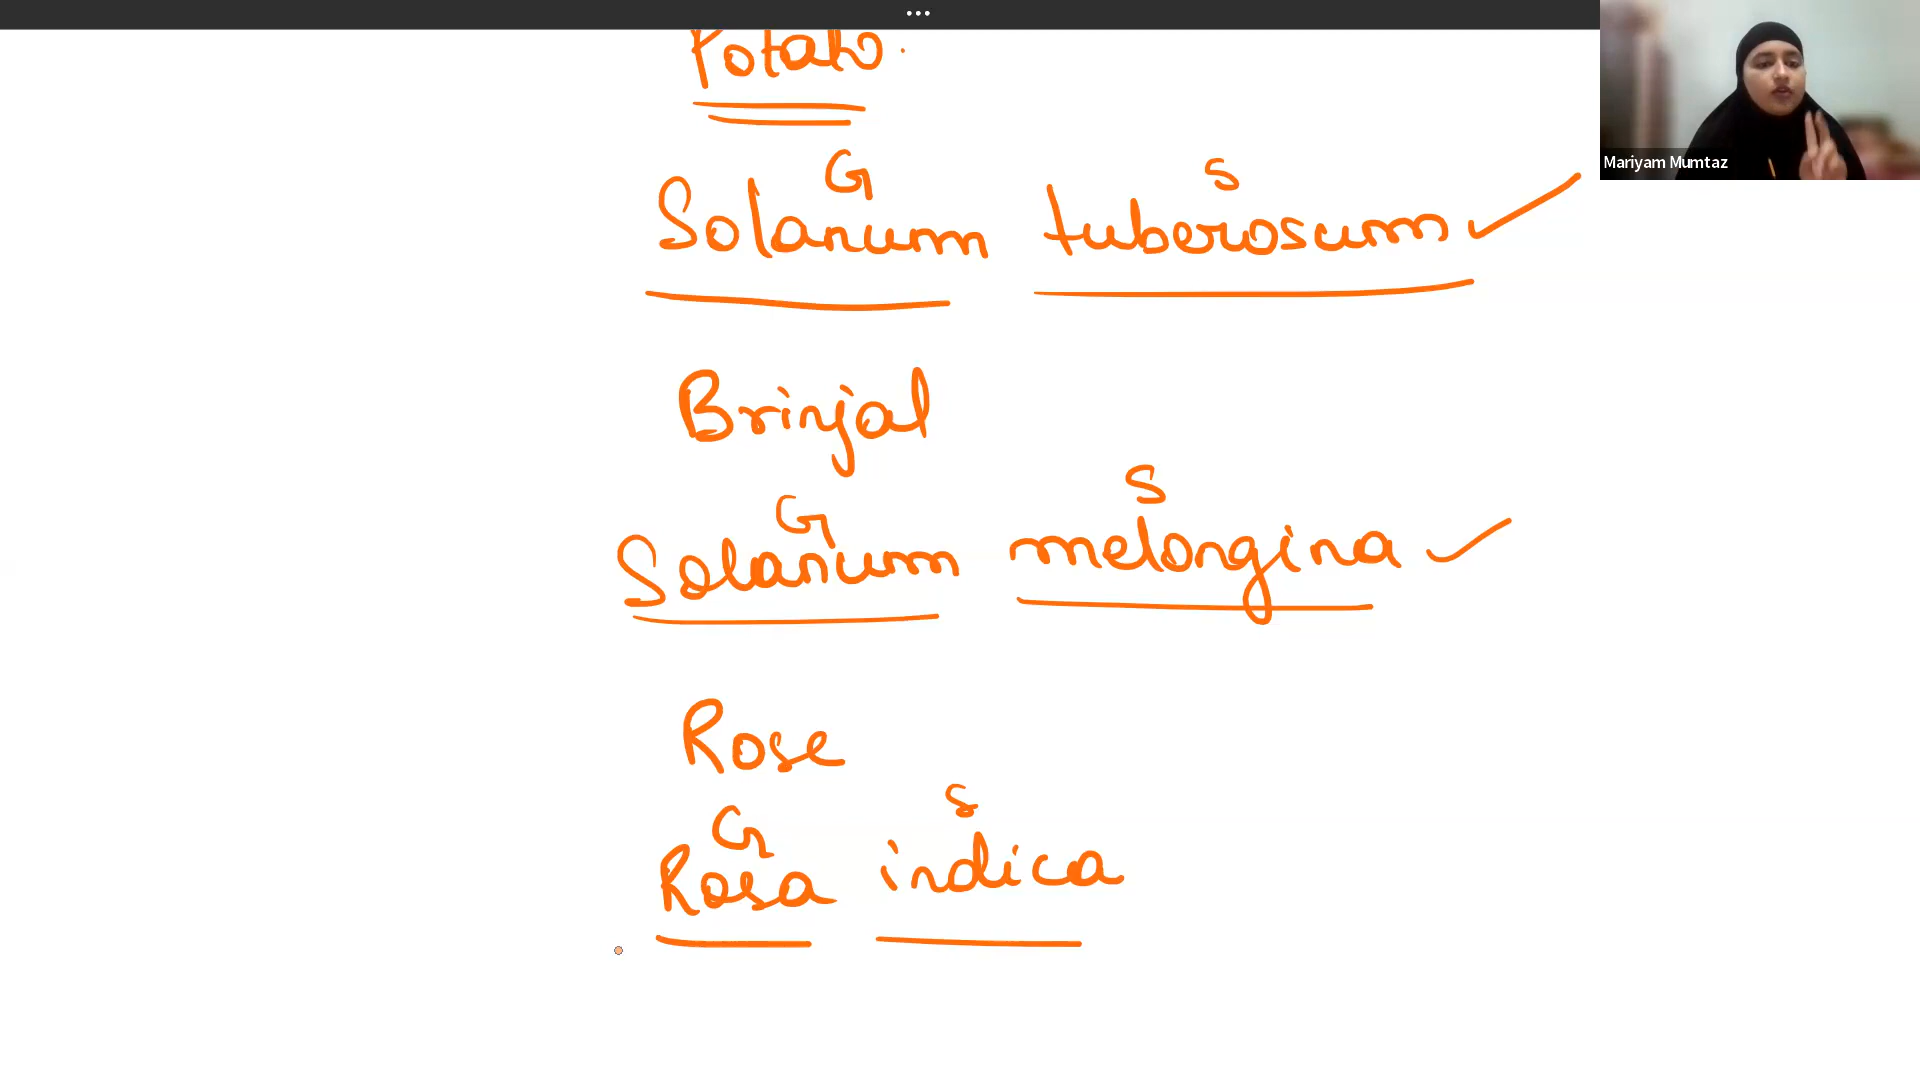 Potato.
Mariyam Mumtaz
G S
Solanum tuberosum
Brinjal
G S
Solanum melongina
Rose
G S
Rosa indica